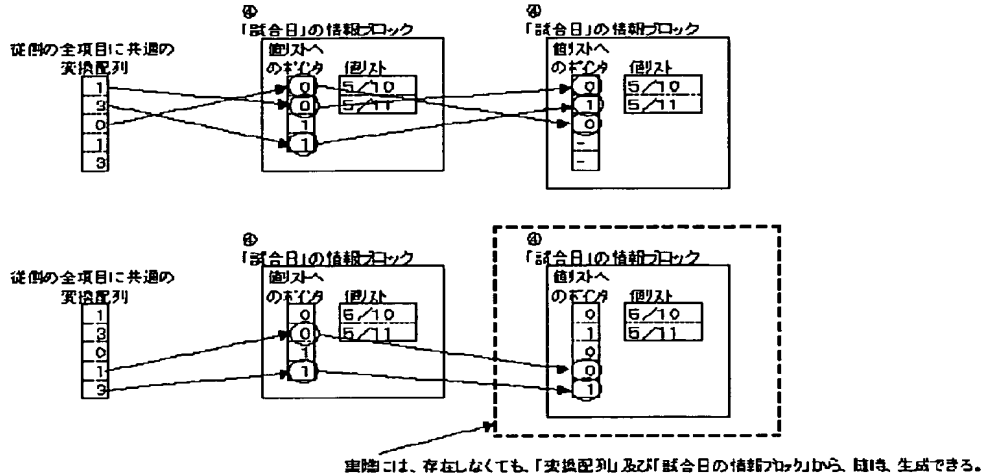 ④
「試合日」の情報ブロック
④
「試合日」の情報ブロック
従側の全項目に共通の
変換配列
1
3
0
1
3
値リストへ
のポインタ
値リスト
0
0
1
1
5/10
5/11
値リストへ
のポインタ
値リスト
0
1
0
-
-
5/10
5/11
④
「試合日」の情報ブロック
④
「試合日」の情報ブロック
従側の全項目に共通の
変換配列
1
3
0
1
3
値リストへ
のポインタ
値リスト
0
0
1
1
5/10
5/11
値リストへ
のポインタ
値リスト
0
1
0
0
1
5/10
5/11
実際には、存在しなくても、「変換配列」及び「試合日の情報ブロック」から、随時、生成できる。